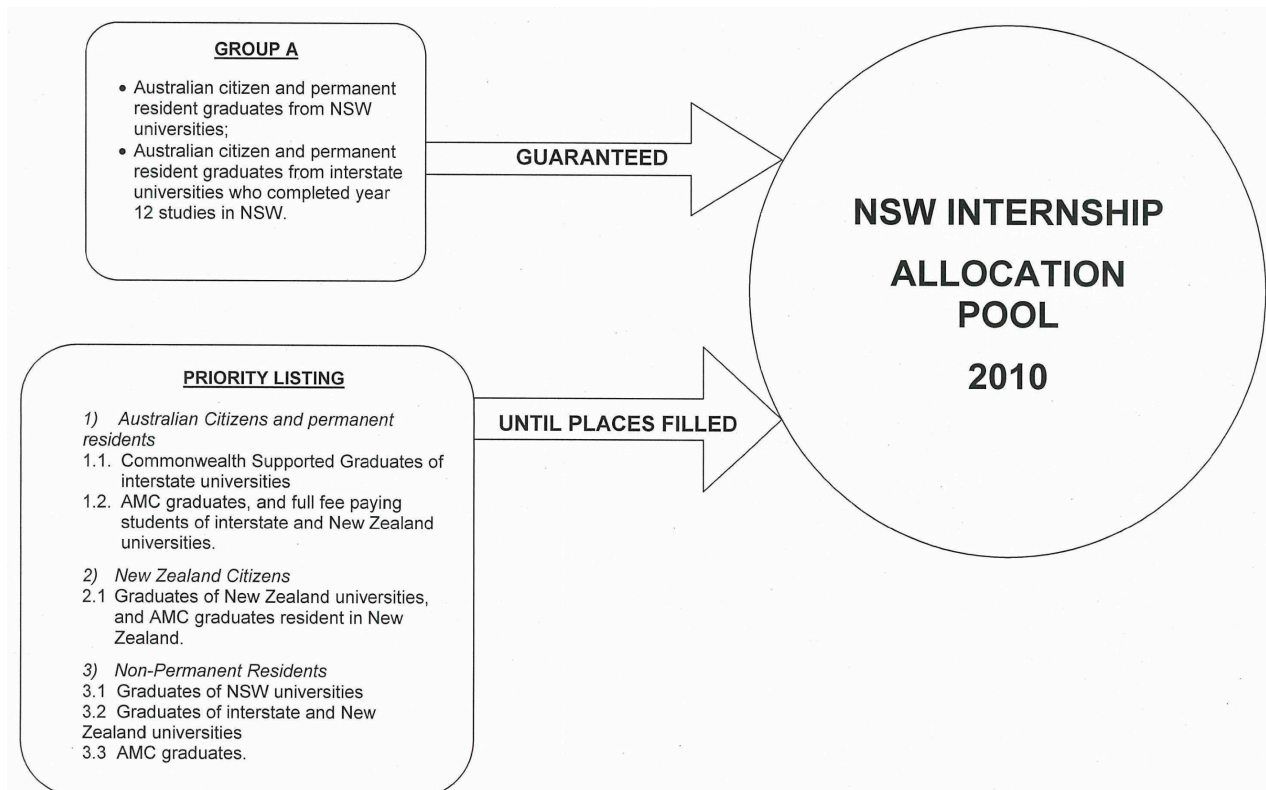 GROUP A
• Australian citizen and permanent
resident graduates from NSW
universities;
• Australian citizen and permanent
resident graduates from interstate
universities who completed year
12 studies in NSW.
GUARANTEED
NSW INTERNSHIP
ALLOCATION
POOL
2010
PRIORITY LISTING
1) Australian Citizens and permanent
residents
1.1. Commonwealth Supported Graduates of
interstate universities
1.2. AMC graduates, and full fee paying
students of interstate and New Zealand
universities.
2) New Zealand Citizens
2.1 Graduates of New Zealand universities,
and AMC graduates resident in New
Zealand.
3) Non-Permanent Residents
3.1 Graduates of NSW universities
3.2 Graduates of interstate and New
Zealand universities
3.3 AMC graduates.
UNTIL PLACES FILLED